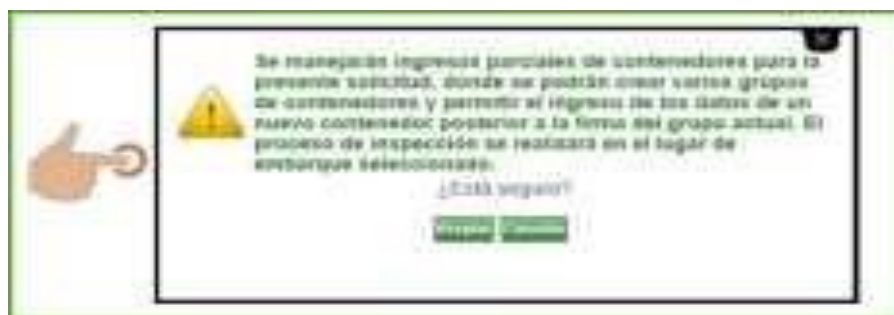 Se manejarán ingresos parciales de contenedores para la
presente solicitud, donde se podrán crear varios grupos
de contenedores y permitir el ingreso de los datos de un
nuevo contenedor posterior a la firma del grupo actual. El
proceso de inspección se realizará en el lugar de
embarque seleccionado.
¿Está seguro?
Aceptar Cancelar